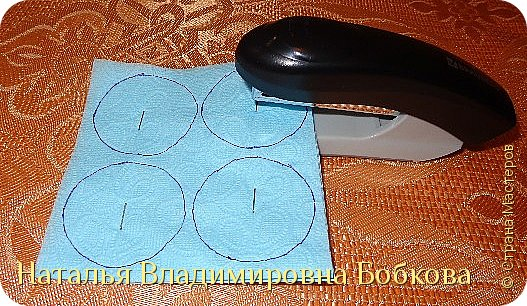 Наталья Владимировна Бобкова
© Страна Мастеров